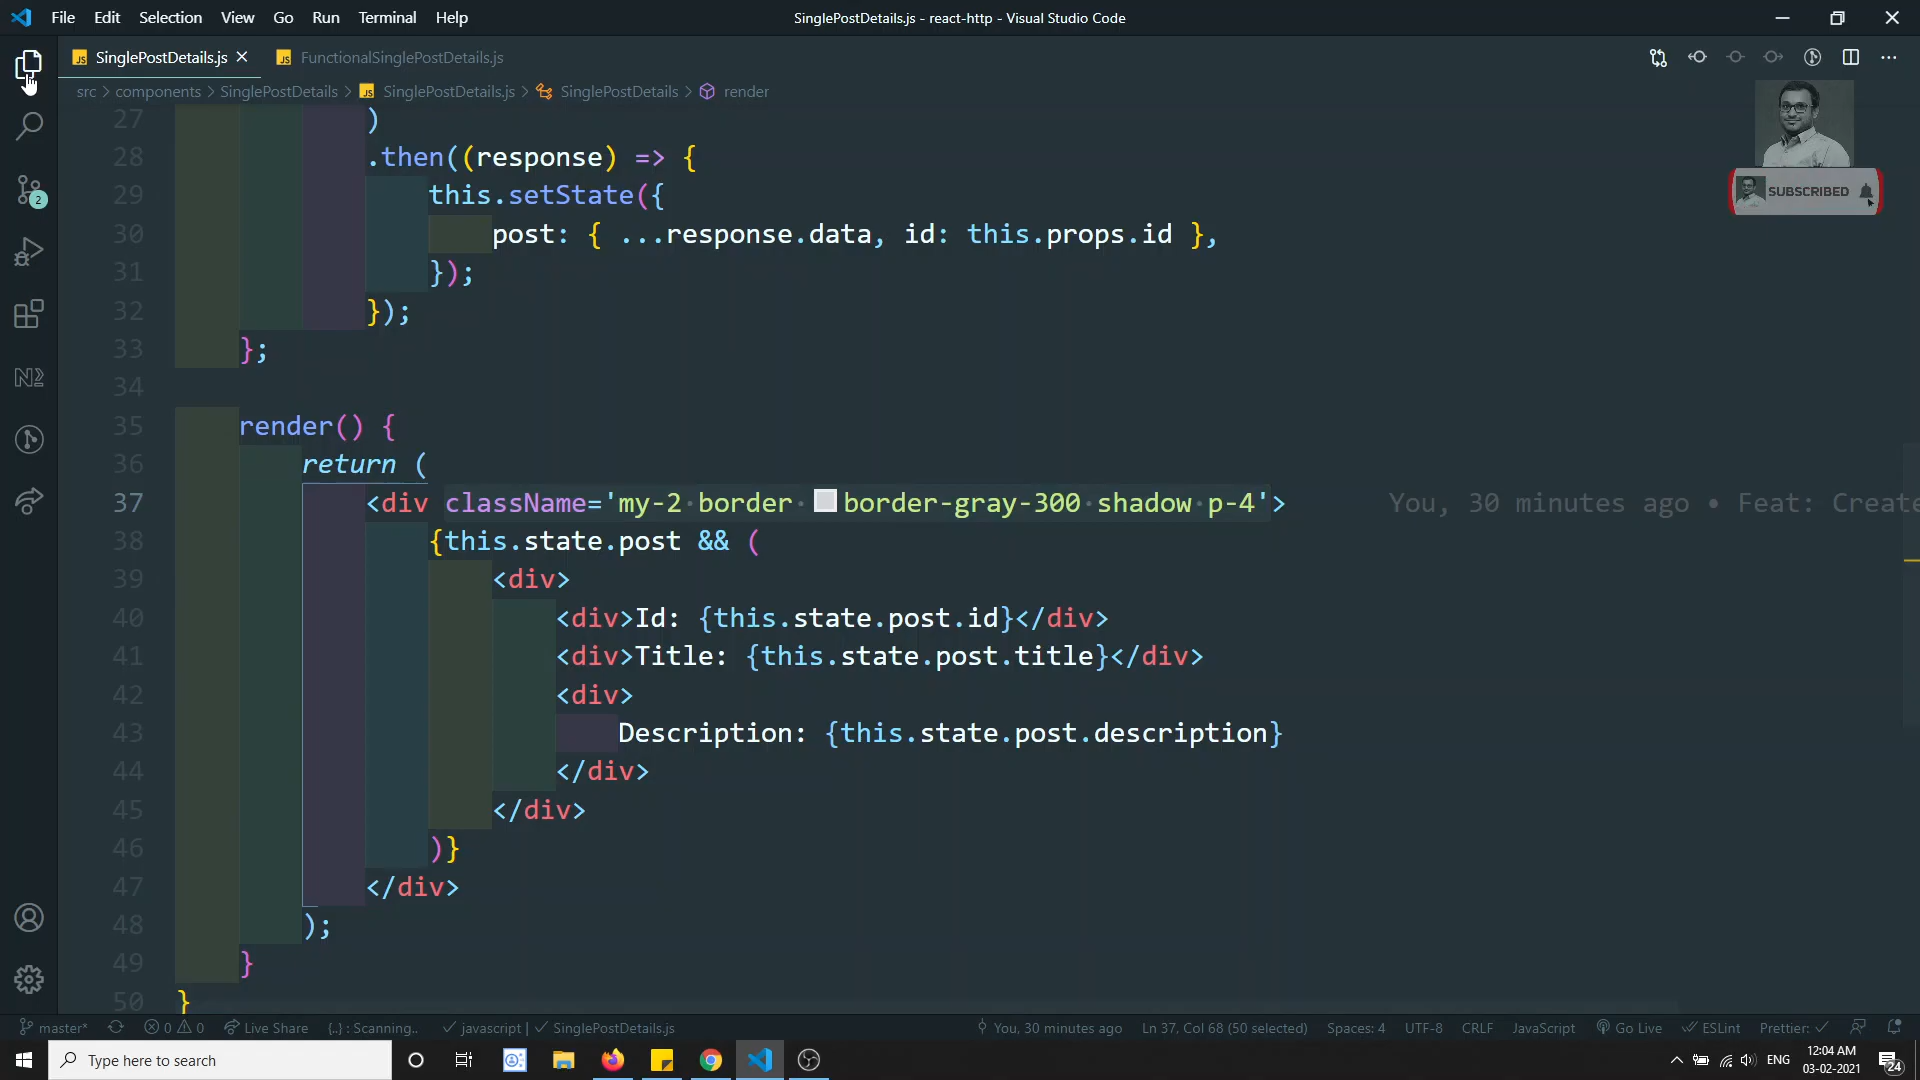 File Edit Selection View Go Run Terminal Help
SinglePostDetails.js - react-http - Visual Studio Code
JS SinglePostDetails.js
JS FunctionalSinglePostDetails.js
src > components > SinglePostDetails > JS SinglePostDetails.js > SinglePostDetails > render
SUBSCRIBED
2
27 )
28 .then((response) => {
29 this.setState({
30 post: { ...response.data, id: this.props.id },
31 });
32 });
33 };
34
35 render() {
36 return (
37 <div className='my-2 border border-gray-300 shadow p-4'> You, 30 minutes ago • Feat: Create
38 {this.state.post && (
39 <div>
40 <div>Id: {this.state.post.id}</div>
41 <div>Title: {this.state.post.title}</div>
42 <div>
43 Description: {this.state.post.description}
44 </div>
45 </div>
46 )}
47 </div>
48 );
49 }
50 }
master* 0 0 Live Share {..} : Scanning.. javascript | SinglePostDetails.js You, 30 minutes ago Ln 37, Col 68 (50 selected) Spaces: 4 UTF-8 CRLF JavaScript Go Live ESLint Prettier:
Type here to search
ENG
12:04 AM
03-02-2021
24